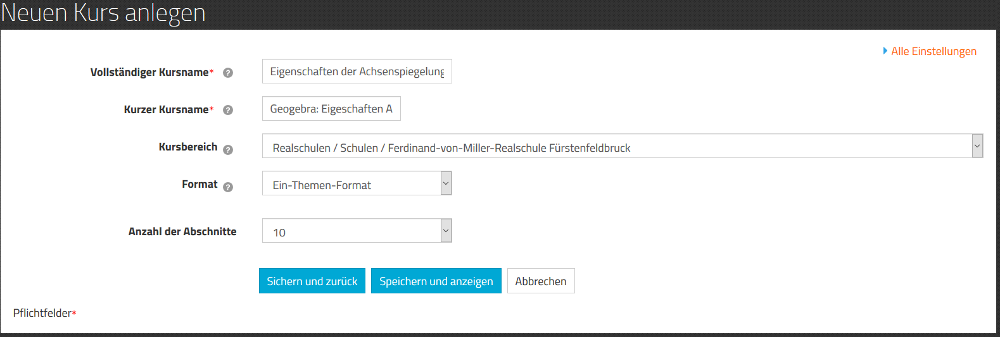 Neuen Kurs anlegen
Alle Einstellungen
Vollständiger Kursname* ? Eigenschaften der Achsenspiegelung
Kurzer Kursname* ? Geogebra: Eigeschaften A
Kursbereich ? Realschulen / Schulen / Ferdinand-von-Miller-Realschule Fürstenfeldbruck
Format ? Ein-Themen-Format
Anzahl der Abschnitte 10
Sichern und zurück Speichern und anzeigen Abbrechen
Pflichtfelder*